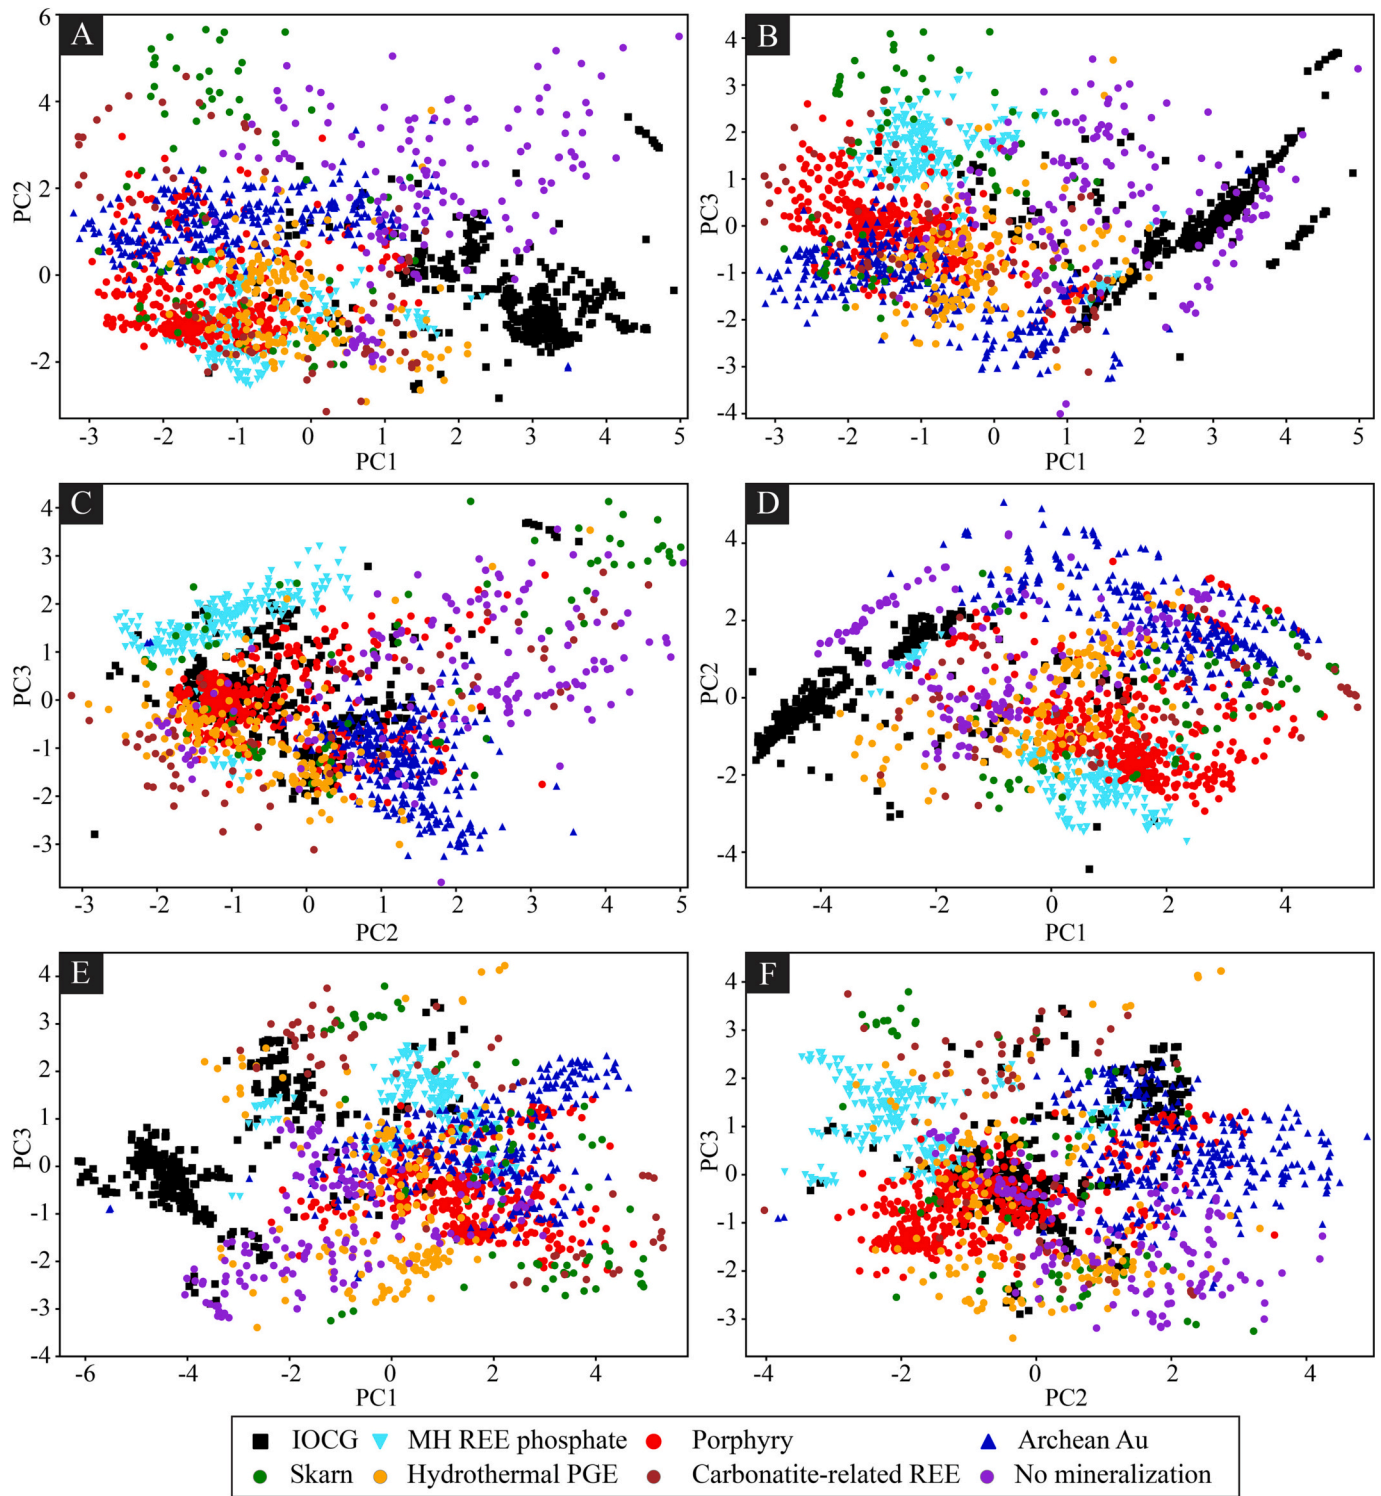 A
6
4
2
0
-2
PC2
-3 -2 -1 0 1 2 3 4 5
PC1
B
4
3
2
1
0
-1
-2
-3
-4
PC3
-3 -2 -1 0 1 2 3 4 5
PC1
C
4
3
2
1
0
-1
-2
-3
PC3
-3 -2 -1 0 1 2 3 4 5
PC2
D
4
2
0
-2
-4
PC2
-4 -2 0 2 4
PC1
E
4
3
2
1
0
-1
-2
-3
-4
PC3
-6 -4 -2 0 2 4
PC1
F
4
3
2
1
0
-1
-2
-3
PC3
-4 -2 0 2 4
PC2
IOCG MH REE phosphate Porphyry Archean Au
Skarn Hydrothermal PGE Carbonatite-related REE No mineralization